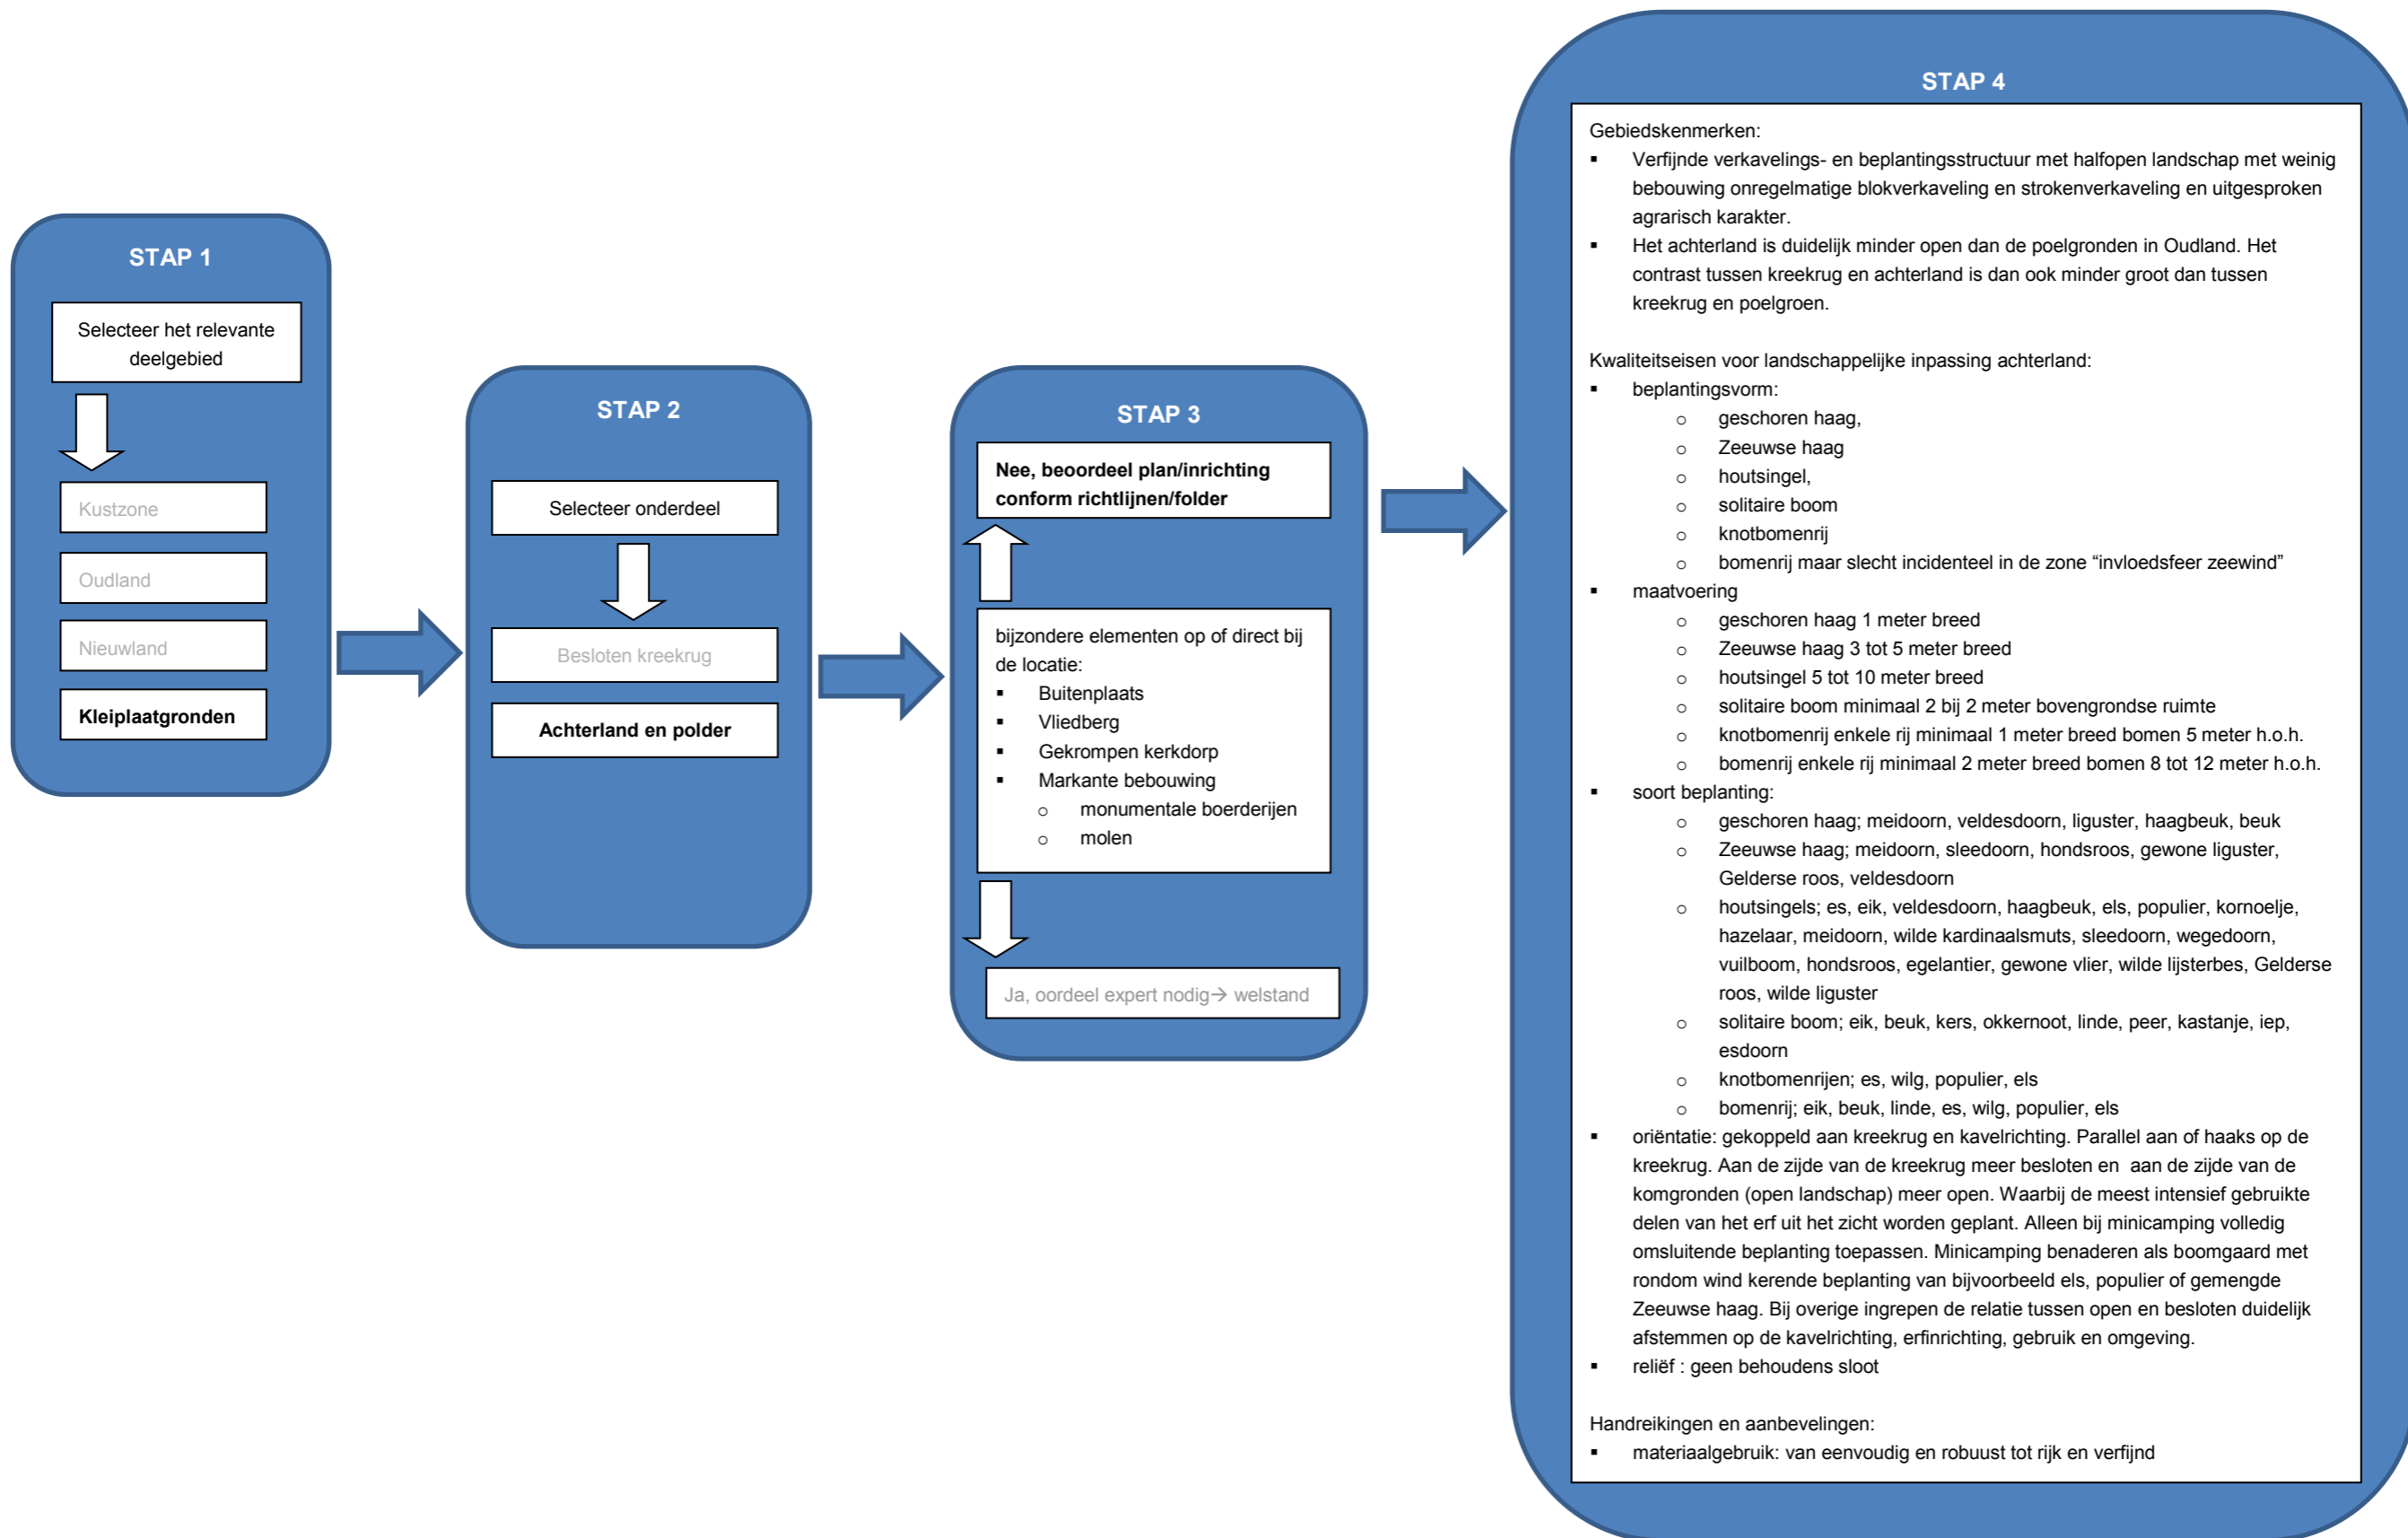 STAP 1
Selecteer het relevante
deelgebied
Kustzone
Oudland
Nieuwland
Kleiplaatgronden
STAP 2
Selecteer onderdeel
Besloten kreekrug
Achterland en polder
STAP 3
Nee, beoordeel plan/inrichting
conform richtlijnen/folder
bijzondere elementen op of direct bij
de locatie:
▪ Buitenplaats
▪ Vliedberg
▪ Gekrompen kerkdorp
▪ Markante bebouwing
o monumentale boerderijen
o molen
Ja, oordeel expert nodig→ welstand
STAP 4
Gebiedskenmerken:
▪ Verfijnde verkavelings- en beplantingsstructuur met halfopen landschap met weinig
bebouwing onregelmatige blokverkaveling en strokenverkaveling en uitgesproken
agrarisch karakter.
▪ Het achterland is duidelijk minder open dan de poelgronden in Oudland. Het
contrast tussen kreekrug en achterland is dan ook minder groot dan tussen
kreekrug en poelgroen.
Kwaliteitseisen voor landschappelijke inpassing achterland:
▪ beplantingsvorm:
o geschoren haag,
o Zeeuwse haag
o houtsingel,
o solitaire boom
o knotbomenrij
o bomenrij maar slecht incidenteel in de zone “invloedsfeer zeewind”
▪ maatvoering
o geschoren haag 1 meter breed
o Zeeuwse haag 3 tot 5 meter breed
o houtsingel 5 tot 10 meter breed
o solitaire boom minimaal 2 bij 2 meter bovengrondse ruimte
o knotbomenrij enkele rij minimaal 1 meter breed bomen 5 meter h.o.h.
o bomenrij enkele rij minimaal 2 meter breed bomen 8 tot 12 meter h.o.h.
▪ soort beplanting:
o geschoren haag; meidoorn, veldesdoorn, liguster, haagbeuk, beuk
o Zeeuwse haag; meidoorn, sleedoorn, hondsroos, gewone liguster,
Gelderse roos, veldesdoorn
o houtsingels; es, eik, veldesdoorn, haagbeuk, els, populier, kornoelje,
hazelaar, meidoorn, wilde kardinaalsmuts, sleedoorn, wegedoorn,
vuilboom, hondsroos, egelantier, gewone vlier, wilde lijsterbes, Gelderse
roos, wilde liguster
o solitaire boom; eik, beuk, kers, okkernoot, linde, peer, kastanje, iep,
esdoorn
o knotbomenrijen; es, wilg, populier, els
o bomenrij; eik, beuk, linde, es, wilg, populier, els
▪ oriëntatie: gekoppeld aan kreekrug en kavelrichting. Parallel aan of haaks op de
kreekrug. Aan de zijde van de kreekrug meer besloten en aan de zijde van de
komgronden (open landschap) meer open. Waarbij de meest intensief gebruikte
delen van het erf uit het zicht worden geplant. Alleen bij minicamping volledig
omsluitende beplanting toepassen. Minicamping benaderen als boomgaard met
rondom wind kerende beplanting van bijvoorbeeld els, populier of gemengde
Zeeuwse haag. Bij overige ingrepen de relatie tussen open en besloten duidelijk
afstemmen op de kavelrichting, erfinrichting, gebruik en omgeving.
▪ reliëf : geen behoudens sloot
Handreikingen en aanbevelingen:
▪ materiaalgebruik: van eenvoudig en robuust tot rijk en verfijnd